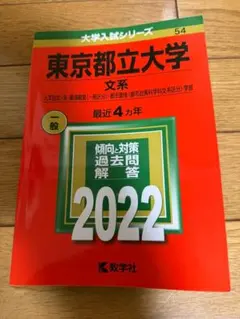 大学入試シリーズ
54
東京都立大学
文系
最近4カ年
一般
傾向と対策
過去問
解答
2022
教学社